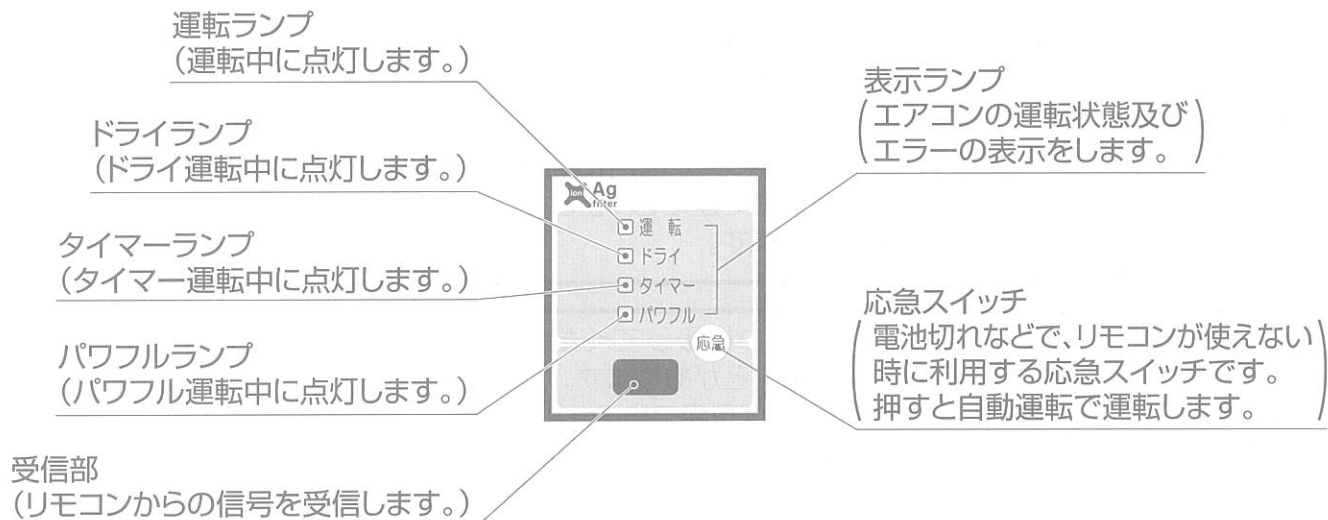 運転ランプ
(運転中に点灯します。)
ドライランプ
(ドライ運転中に点灯します。)
タイマーランプ
(タイマー運転中に点灯します。)
パワフルランプ
(パワフル運転中に点灯します。)
受信部
(リモコンからの信号を受信します。)
ion Ag
filter
運 転
ドライ
タイマー
パワフル
応急
表示ランプ
(エアコンの運転状態及び
エラーの表示をします。)
応急スイッチ
(電池切れなどで、リモコンが使えない
時に利用する応急スイッチです。
押すと自動運転で運転します。)